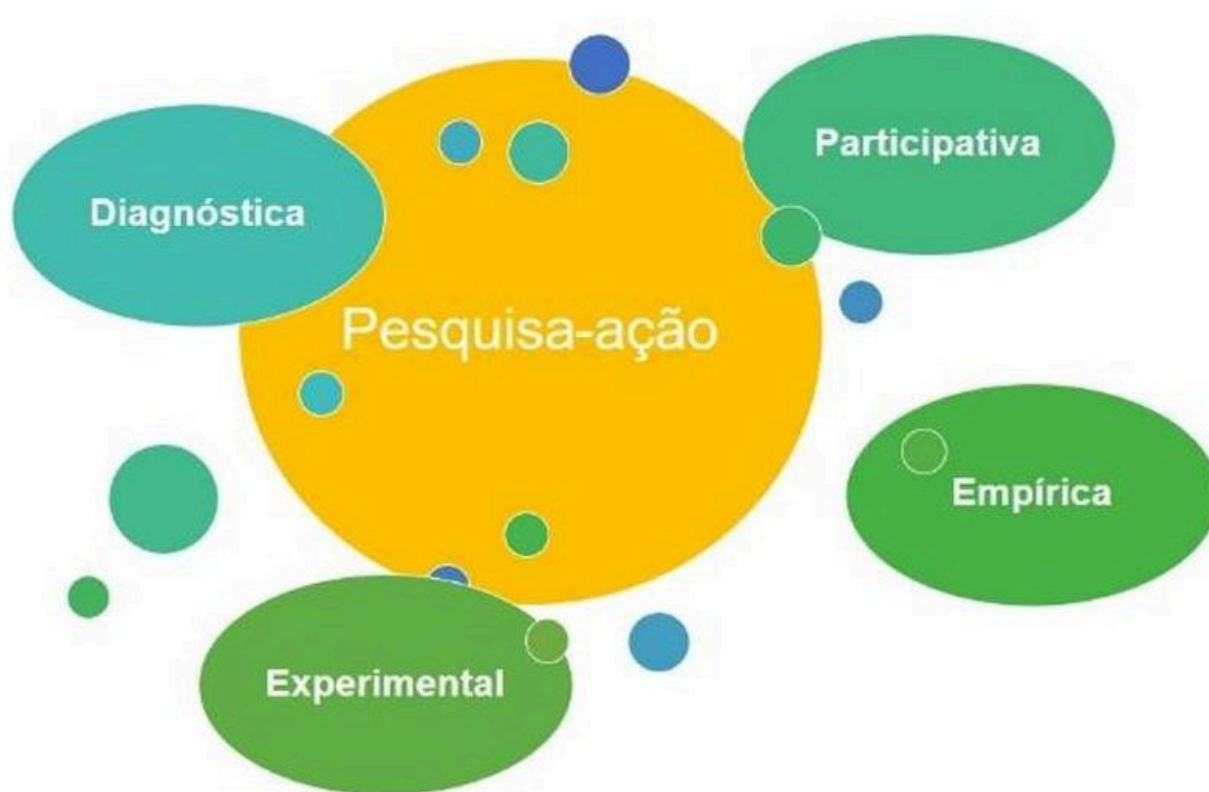 Participativa
Diagnóstica
Pesquisa-ação
Empírica
Experimental